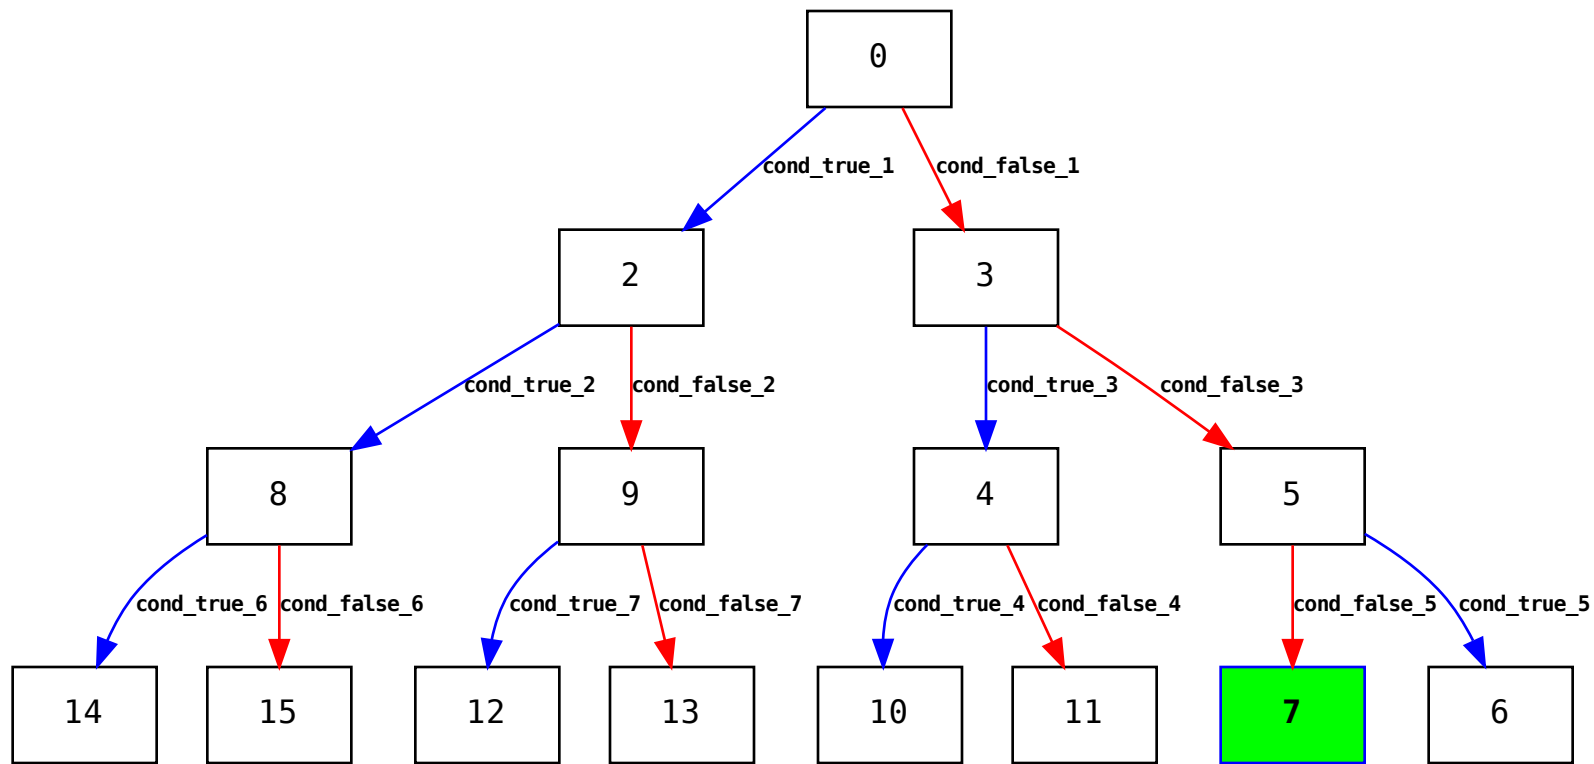 0
cond_true_1 cond_false_1
2 3
cond_true_2 cond_false_2 cond_true_3 cond_false_3
8 9 4 5
cond_true_6 cond_false_6 cond_true_7 cond_false_7 cond_true_4 cond_false_4 cond_false_5 cond_true_5
14 15 12 13 10 11 7 6